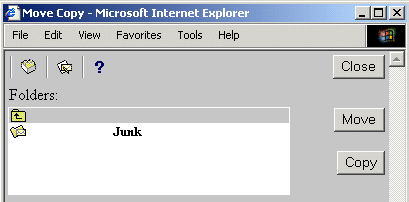 Move Copy - Microsoft Internet Explorer
File Edit View Favorites Tools Help
? Close
Folders:
Move
Junk
Copy